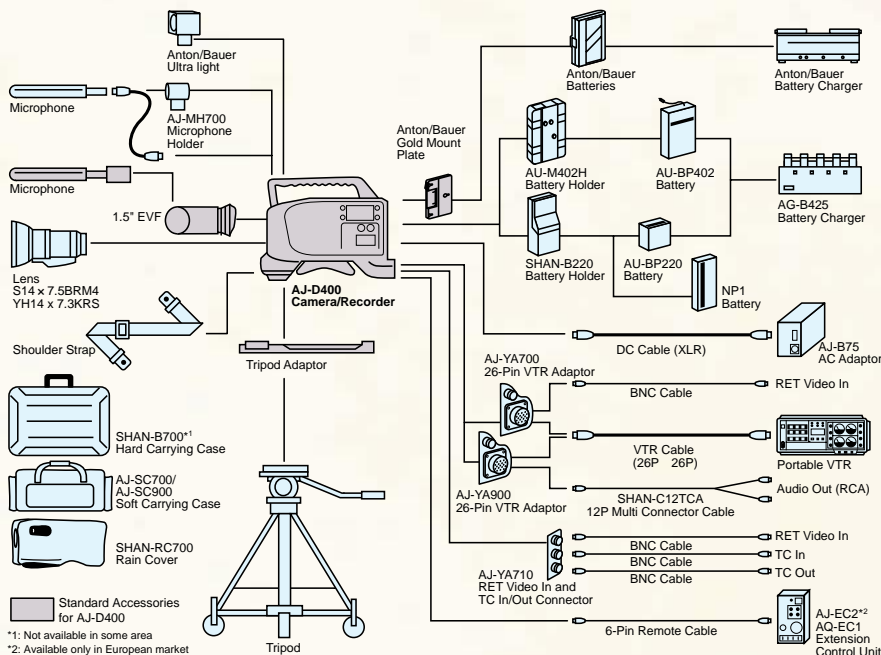 Anton/Bauer
Ultra light
Microphone
AJ-MH700
Microphone
Holder
Microphone
1.5" EVF
Lens
S14 x 7.5BRM4
YH14 x 7.3KRS
Shoulder Strap
SHAN-B700*1
Hard Carrying Case
AJ-SC700/
AJ-SC900
Soft Carrying Case
SHAN-RC700
Rain Cover
Standard Accessories
for AJ-D400
*1: Not available in some area
*2: Available only in European market
AJ-D400
Camera/Recorder
Tripod Adaptor
Tripod
Anton/Bauer
Gold Mount
Plate
Anton/Bauer
Batteries
Anton/Bauer
Battery Charger
AU-M402H
Battery Holder
AU-BP402
Battery
AG-B425
Battery Charger
SHAN-B220
Battery Holder
AU-BP220
Battery
NP1
Battery
DC Cable (XLR)
AJ-B75
AC Adaptor
AJ-YA700
26-Pin VTR Adaptor
BNC Cable
RET Video In
VTR Cable
(26P 26P)
Portable VTR
AJ-YA900
26-Pin VTR Adaptor
SHAN-C12TCA
12P Multi Connector Cable
Audio Out (RCA)
AJ-YA710
RET Video In and
TC In/Out Connector
BNC Cable
RET Video In
BNC Cable
TC In
BNC Cable
TC Out
6-Pin Remote Cable
AJ-EC2*2
AQ-EC1
Extension
Control Unit